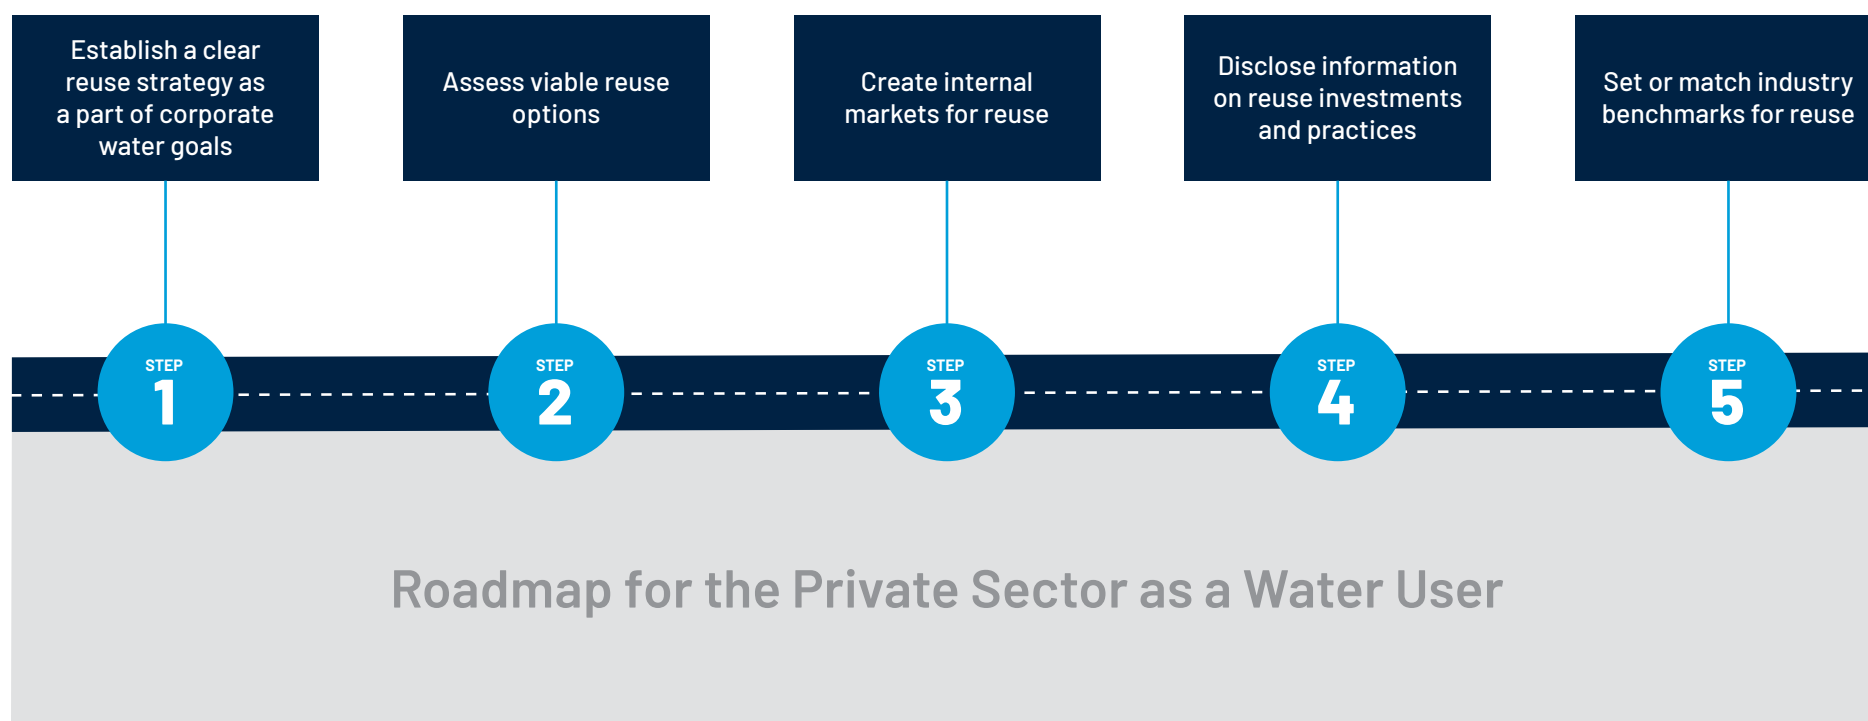 Establish a clear
reuse strategy as
a part of corporate
water goals
Assess viable reuse
options
Create internal
markets for reuse
Disclose information
on reuse investments
and practices
Set or match industry
benchmarks for reuse
STEP
1
STEP
2
STEP
3
STEP
4
STEP
5
Roadmap for the Private Sector as a Water User